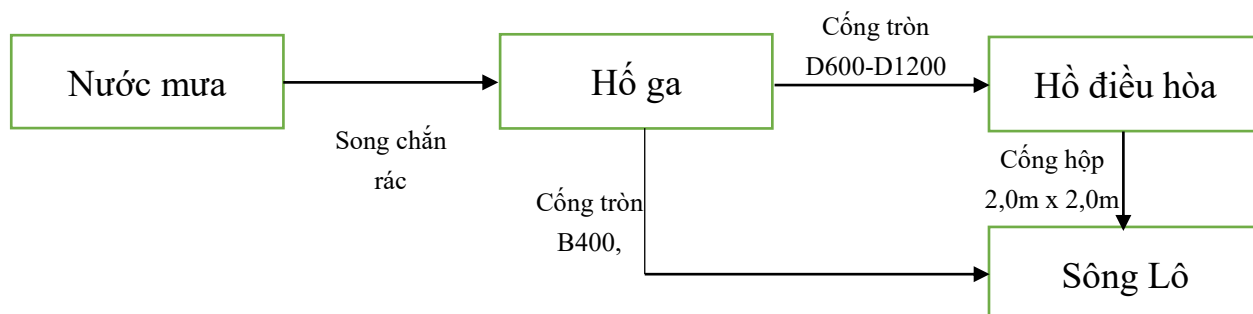 Nước mưa
Song chắn
rác
Hố ga
Cống tròn
D600-D1200
Hồ điều hòa
Cống tròn
B400,
Cống hộp
2,0m x 2,0m
Sông Lô